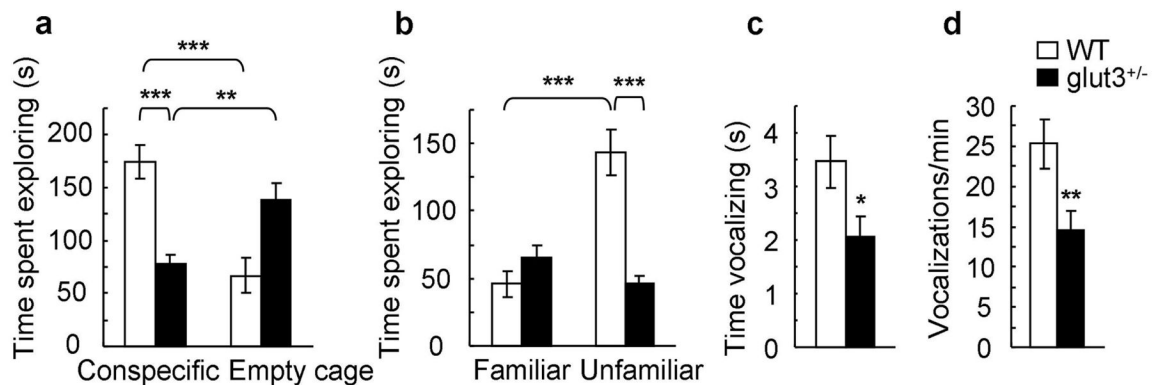 a
Time spent exploring (s)
200
150
100
50
0
***
***
**
Conspecific Empty cage
b
Time spent exploring (s)
150
100
50
0
***
***
Familiar Unfamiliar
c
Time vocalizing (s)
4
3
2
1
0
*
d
WT
glut3+/-
Vocalizations/min
30
25
20
15
10
5
0
**